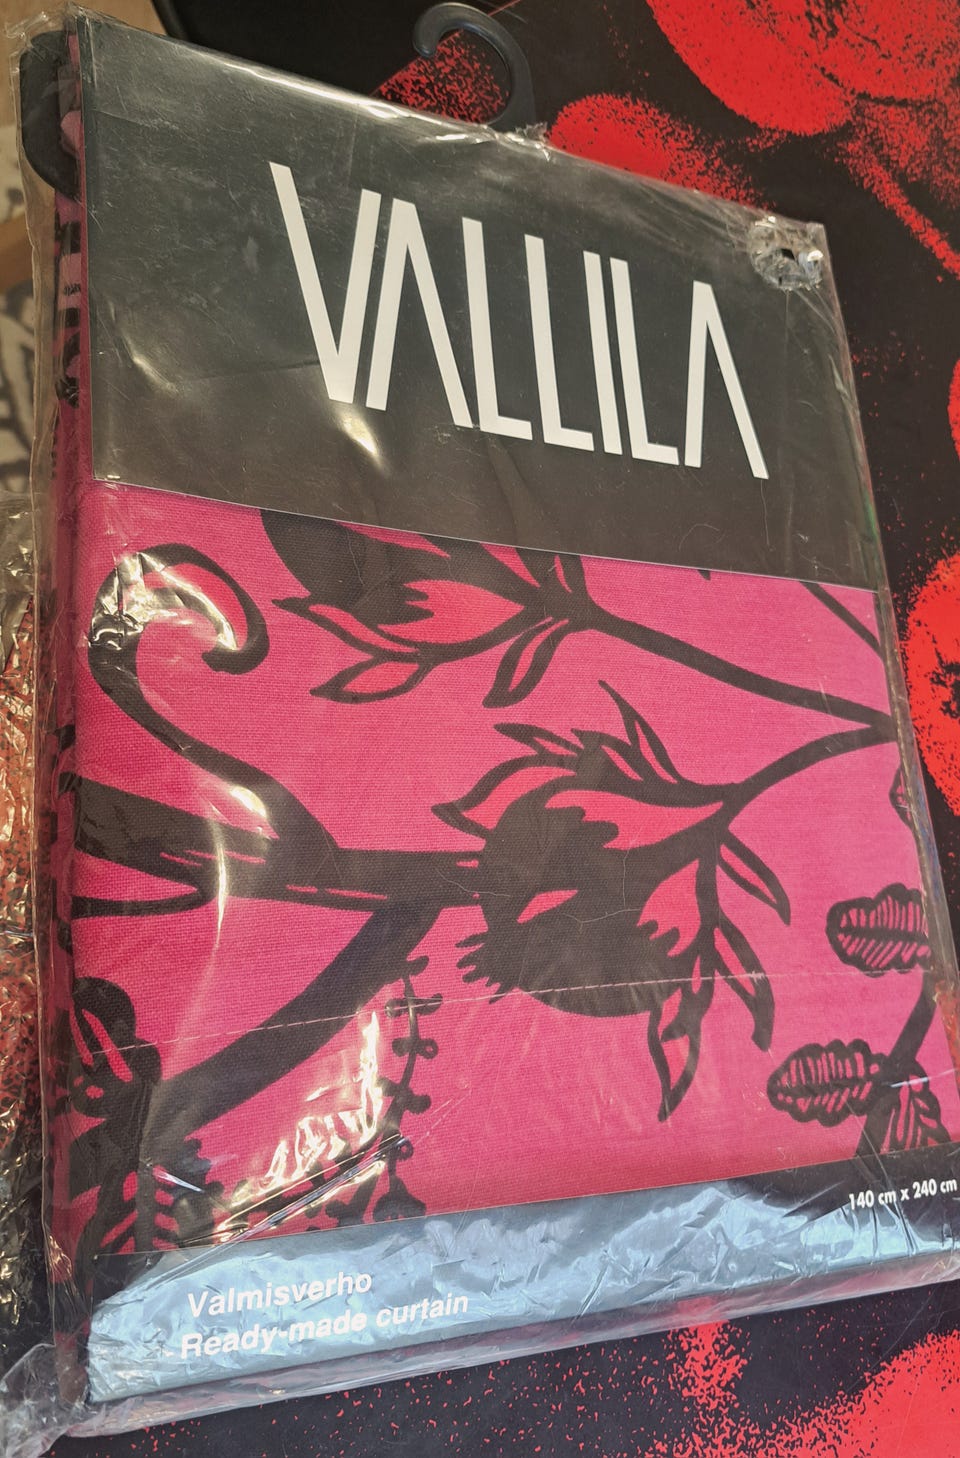 VALLILA
140 cm x 240 cm
Valmisverho
Ready-made curtain